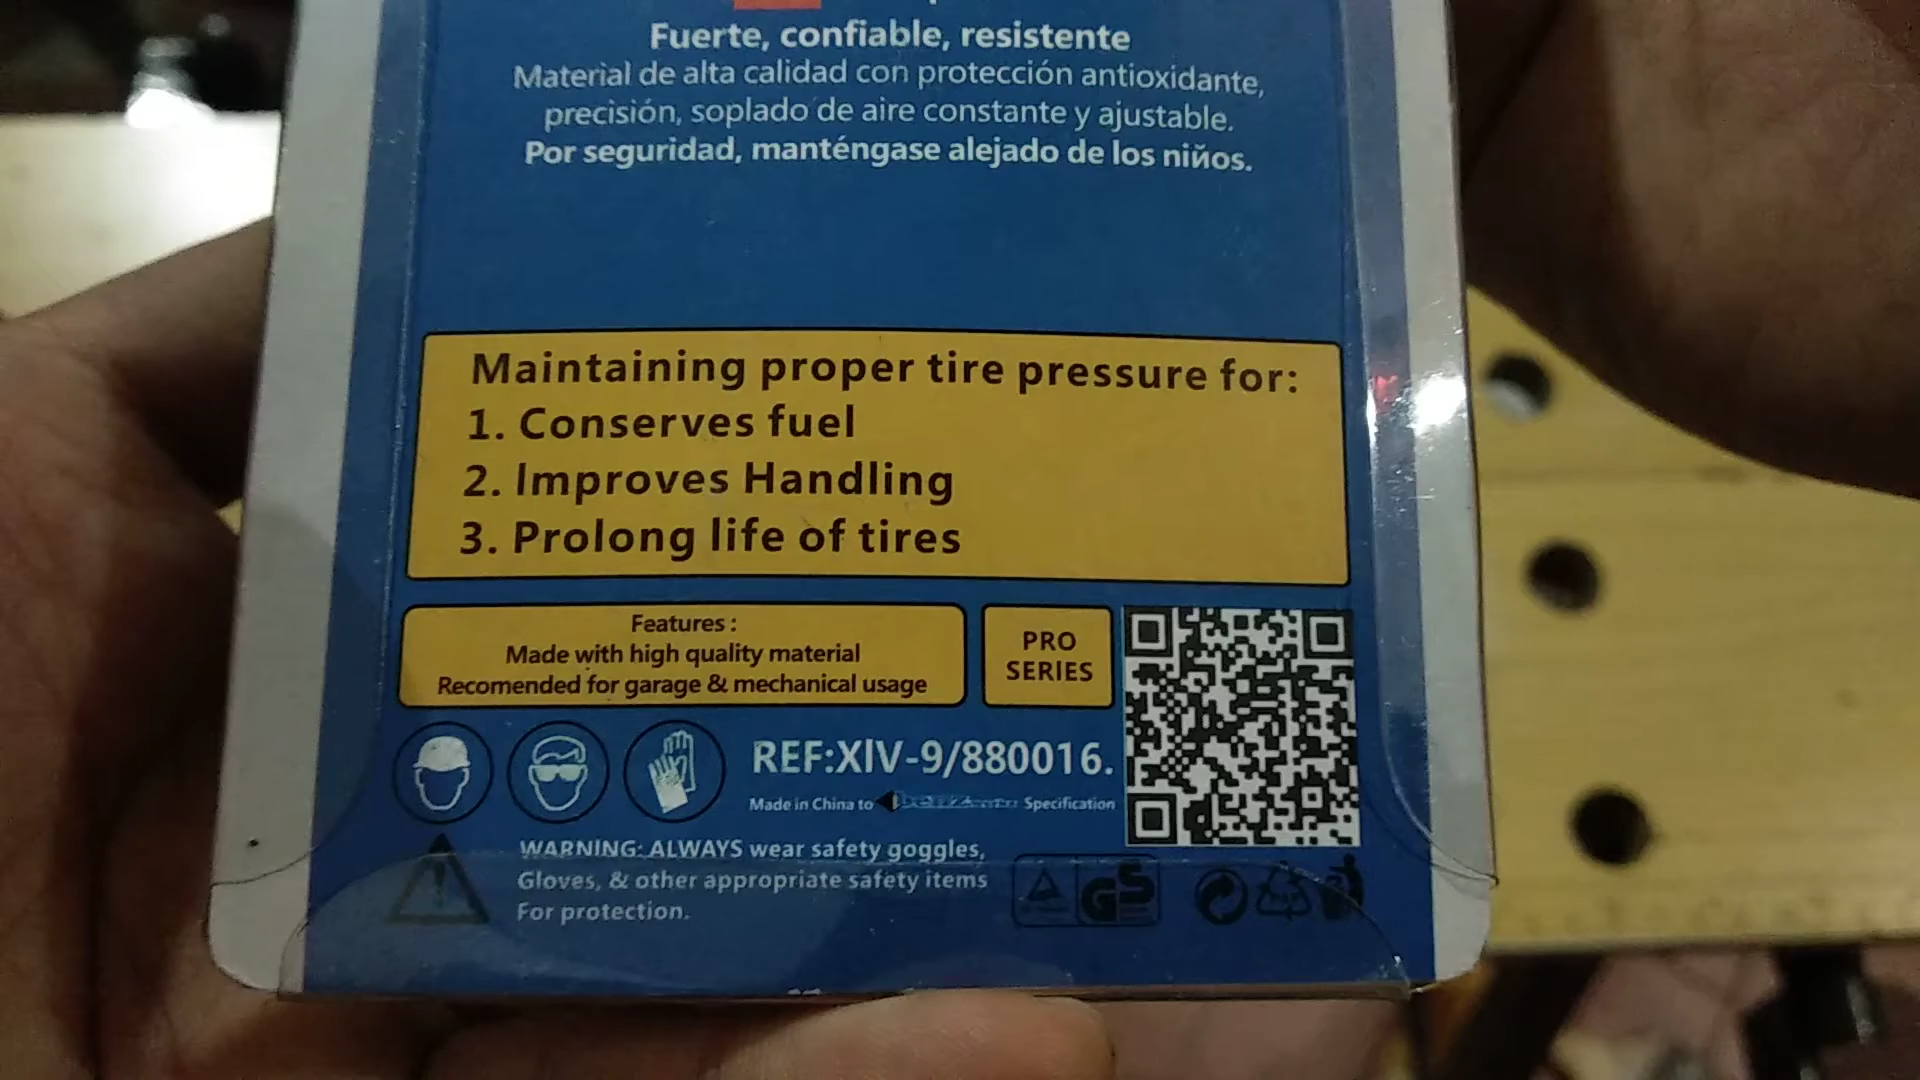 Fuerte, confiable, resistente
Material de alta calidad con protección antioxidante,
precisión, soplado de aire constante y ajustable.
Por seguridad, manténgase alejado de los niños.
Maintaining proper tire pressure for:
1. Conserves fuel
2. Improves Handling
3. Prolong life of tires
Features :
Made with high quality material
Recomended for garage & mechanical usage
PRO
SERIES
REF:XIV-9/880016.
Made in China to Specification
WARNING: ALWAYS wear safety goggles,
Gloves, & other appropriate safety items
For protection.
GS